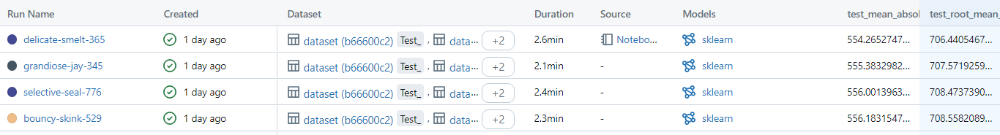 Run Name Created Dataset Duration Source Models test_mean_absol test_root_mean_
delicate-smelt-365 1 day ago dataset (b66600c2) Test_ , data... +2 2.6min Notebo... sklearn 554.2652747... 706.4405467...
grandiose-jay-345 1 day ago dataset (b66600c2) Test_ , data... +2 2.1min - sklearn 555.3832982... 707.5719259...
selective-seal-776 1 day ago dataset (b66600c2) Test_ , data... +2 2.4min - sklearn 556.0013963... 708.4737390...
bouncy-skink-529 1 day ago dataset (b66600c2) Test_ , data... +2 2.3min - sklearn 556.1831547... 708.5582089...